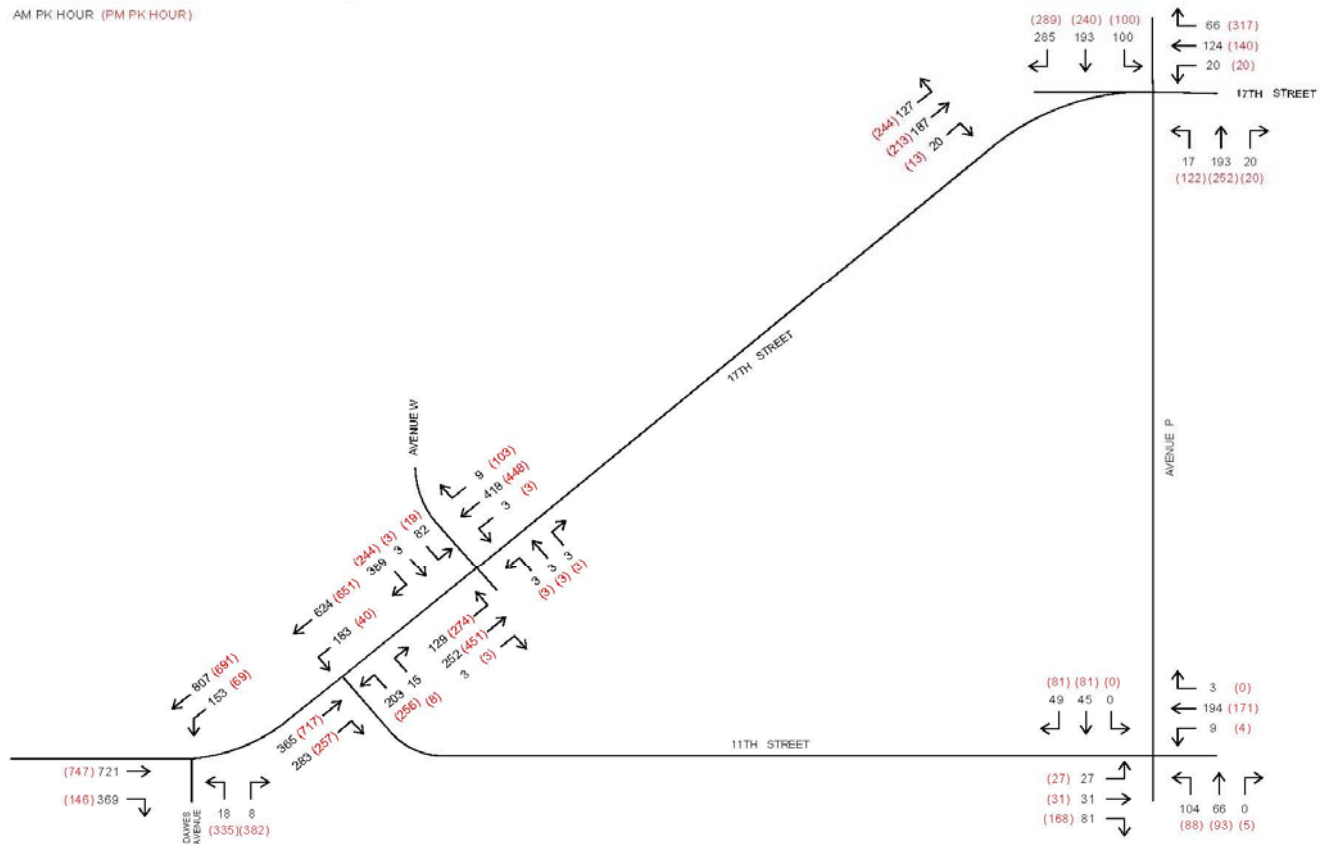 AM PK HOUR (PM PK HOUR)
(289) (240) (100)
285 193 100
66 (317)
124 (140)
20 (20)
17TH STREET
(244) 127
(213) 187
(13) 20
17 193 20
(122) (252) (20)
17TH STREET
AVENUE P
AVENUE W
9 (103)
418 (448)
3 (3)
(244) (3) (19)
389 3 82
3 3 3
(3) (3) (3)
624 (651)
183 (40)
129 (274)
252 (451)
3 (3)
807 (691)
153 (69)
203 15
(256) (8)
365 (717)
283 (257)
(81) (81) (0)
49 45 0
3 (0)
194 (171)
9 (4)
11TH STREET
(747) 721
(146) 369
DAWES
AVENUE
18 8
(335) (382)
(27) 27
(31) 31
(168) 81
104 66 0
(88) (93) (5)